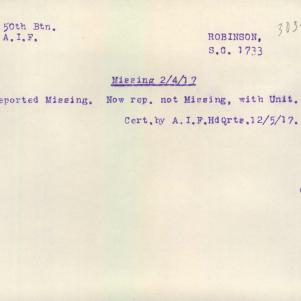 50th Btn.
A.I.F.
ROBINSON,
S.G. 1733
Missing 2/4/17
eported Missing. Now rep. not Missing, with Unit.
Cert.by A.I.F.HdQrts.12/5/17.